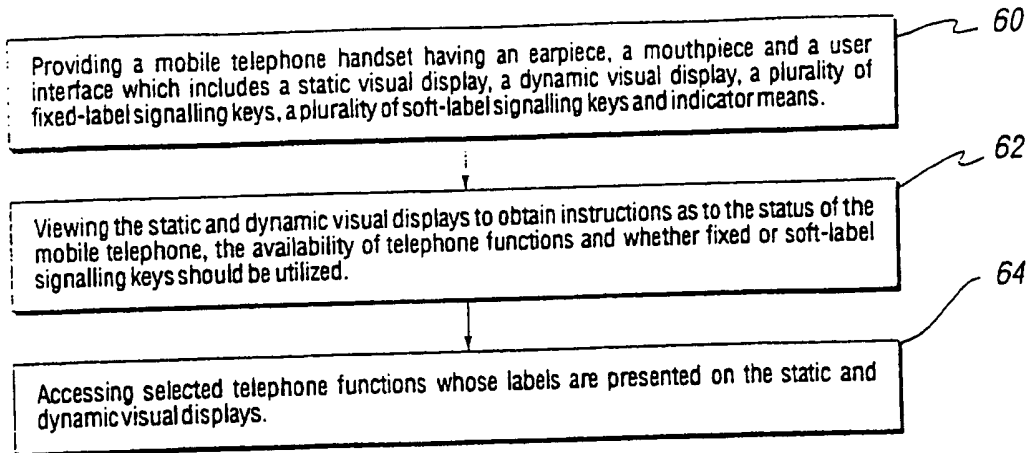 60
Providing a mobile telephone handset having an earpiece, a mouthpiece and a user
interface which includes a static visual display, a dynamic visual display, a plurality of
fixed-label signalling keys, a plurality of soft-label signalling keys and indicator means.
62
Viewing the static and dynamic visual displays to obtain instructions as to the status of the
mobile telephone, the availability of telephone functions and whether fixed or soft-label
signalling keys should be utilized.
64
Accessing selected telephone functions whose labels are presented on the static and
dynamic visual displays.